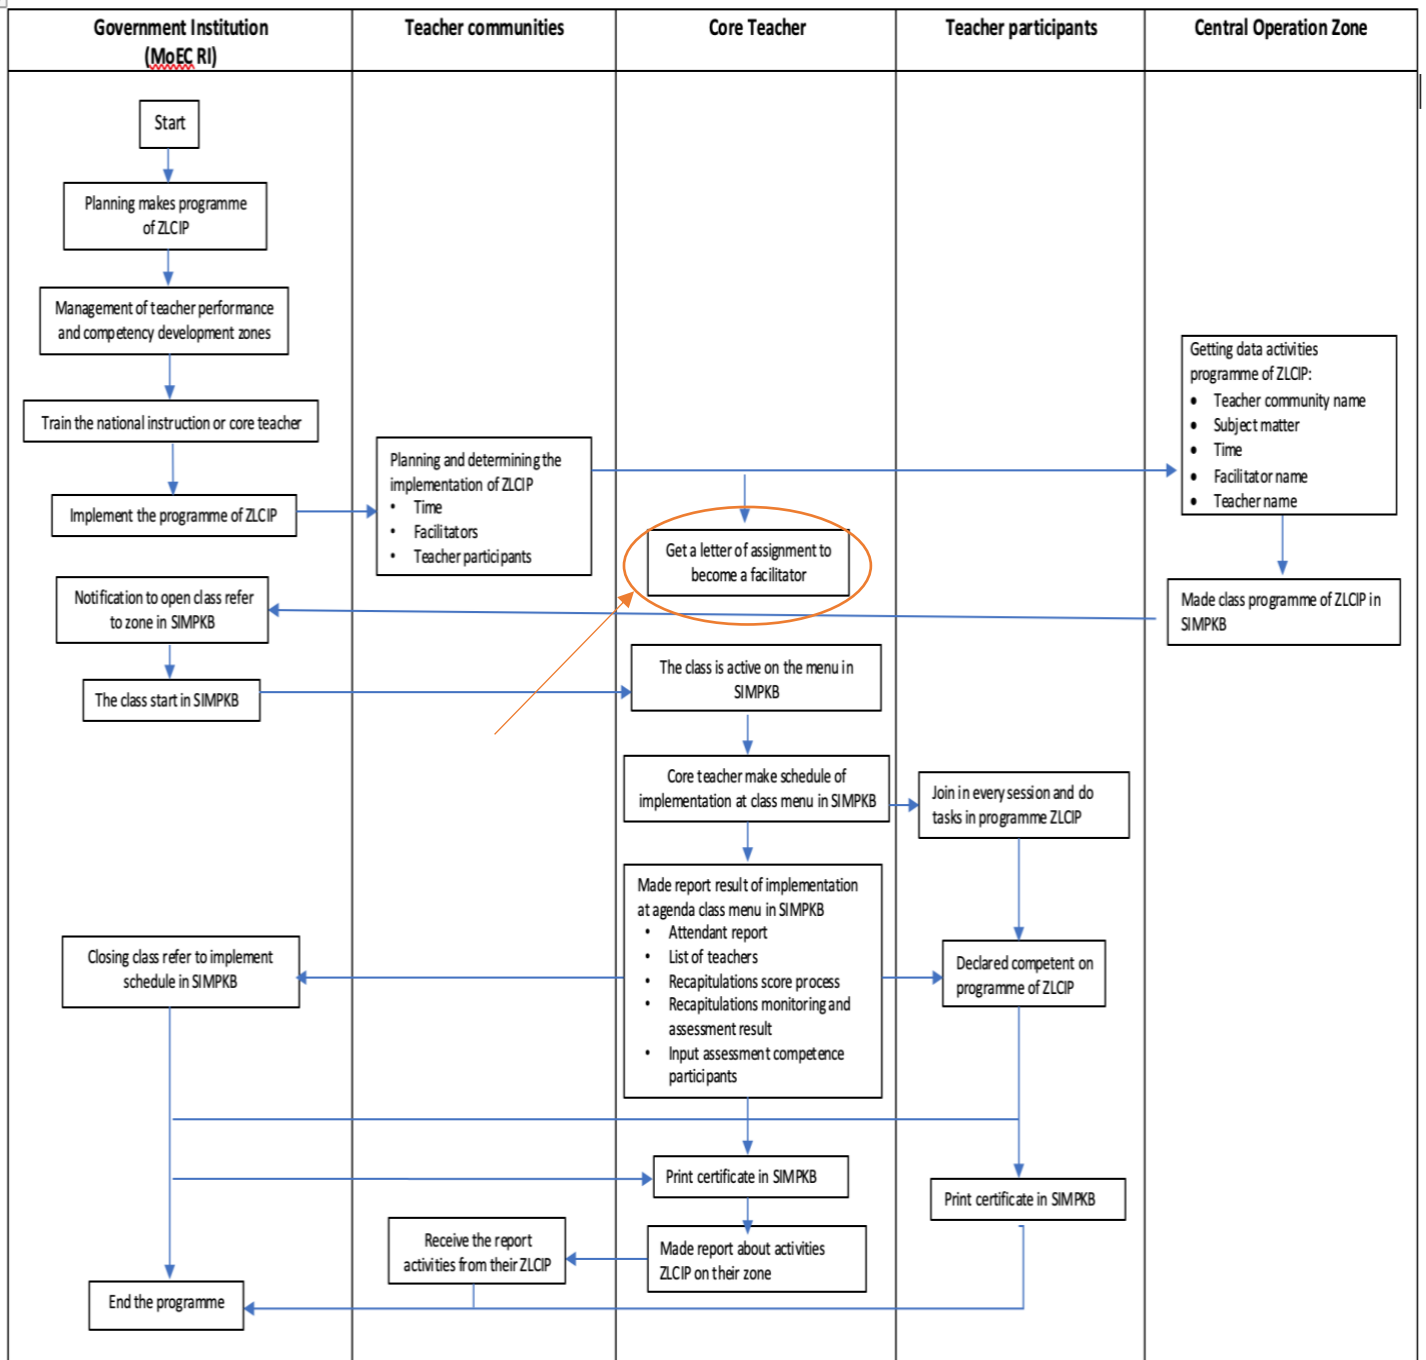 Government Institution
(MoEC RI)
Teacher communities
Core Teacher
Teacher participants
Central Operation Zone
Start
Planning makes programme
of ZLCIP
Management of teacher performance
and competency development zones
Train the national instruction or core teacher
Implement the programme of ZLCIP
Planning and determining the
implementation of ZLCIP
• Time
• Facilitators
• Teacher participants
Getting data activities
programme of ZLCIP:
• Teacher community name
• Subject matter
• Time
• Facilitator name
• Teacher name
Get a letter of assignment to
become a facilitator
Made class programme of ZLCIP in
SIMPKB
Notification to open class refer
to zone in SIMPKB
The class start in SIMPKB
The class is active on the menu in
SIMPKB
Core teacher make schedule of
implementation at class menu in SIMPKB
Join in every session and do
tasks in programme ZLCIP
Made report result of implementation
at agenda class menu in SIMPKB
• Attendant report
• List of teachers
• Recapitulations score process
• Recapitulations monitoring and
assessment result
• Input assessment competence
participants
Closing class refer to implement
schedule in SIMPKB
Declared competent on
programme of ZLCIP
Print certificate in SIMPKB
Print certificate in SIMPKB
Made report about activities
ZLCIP on their zone
Receive the report
activities from their ZLCIP
End the programme